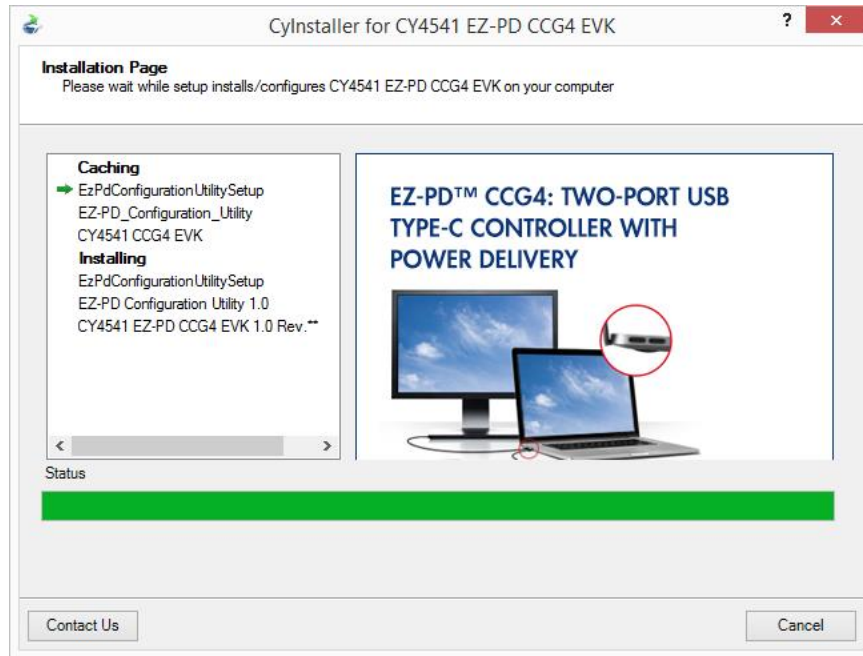 CyInstaller for CY4541 EZ-PD CCG4 EVK
?
Installation Page
Please wait while setup installs/configures CY4541 EZ-PD CCG4 EVK on your computer
Caching
EzPdConfigurationUtilitySetup
EZ-PD_Configuration_Utility
CY4541 CCG4 EVK
Installing
EzPdConfigurationUtilitySetup
EZ-PD Configuration Utility 1.0
CY4541 EZ-PD CCG4 EVK 1.0 Rev.**
EZ-PD™ CCG4: TWO-PORT USB
TYPE-C CONTROLLER WITH
POWER DELIVERY
Status
Contact Us
Cancel